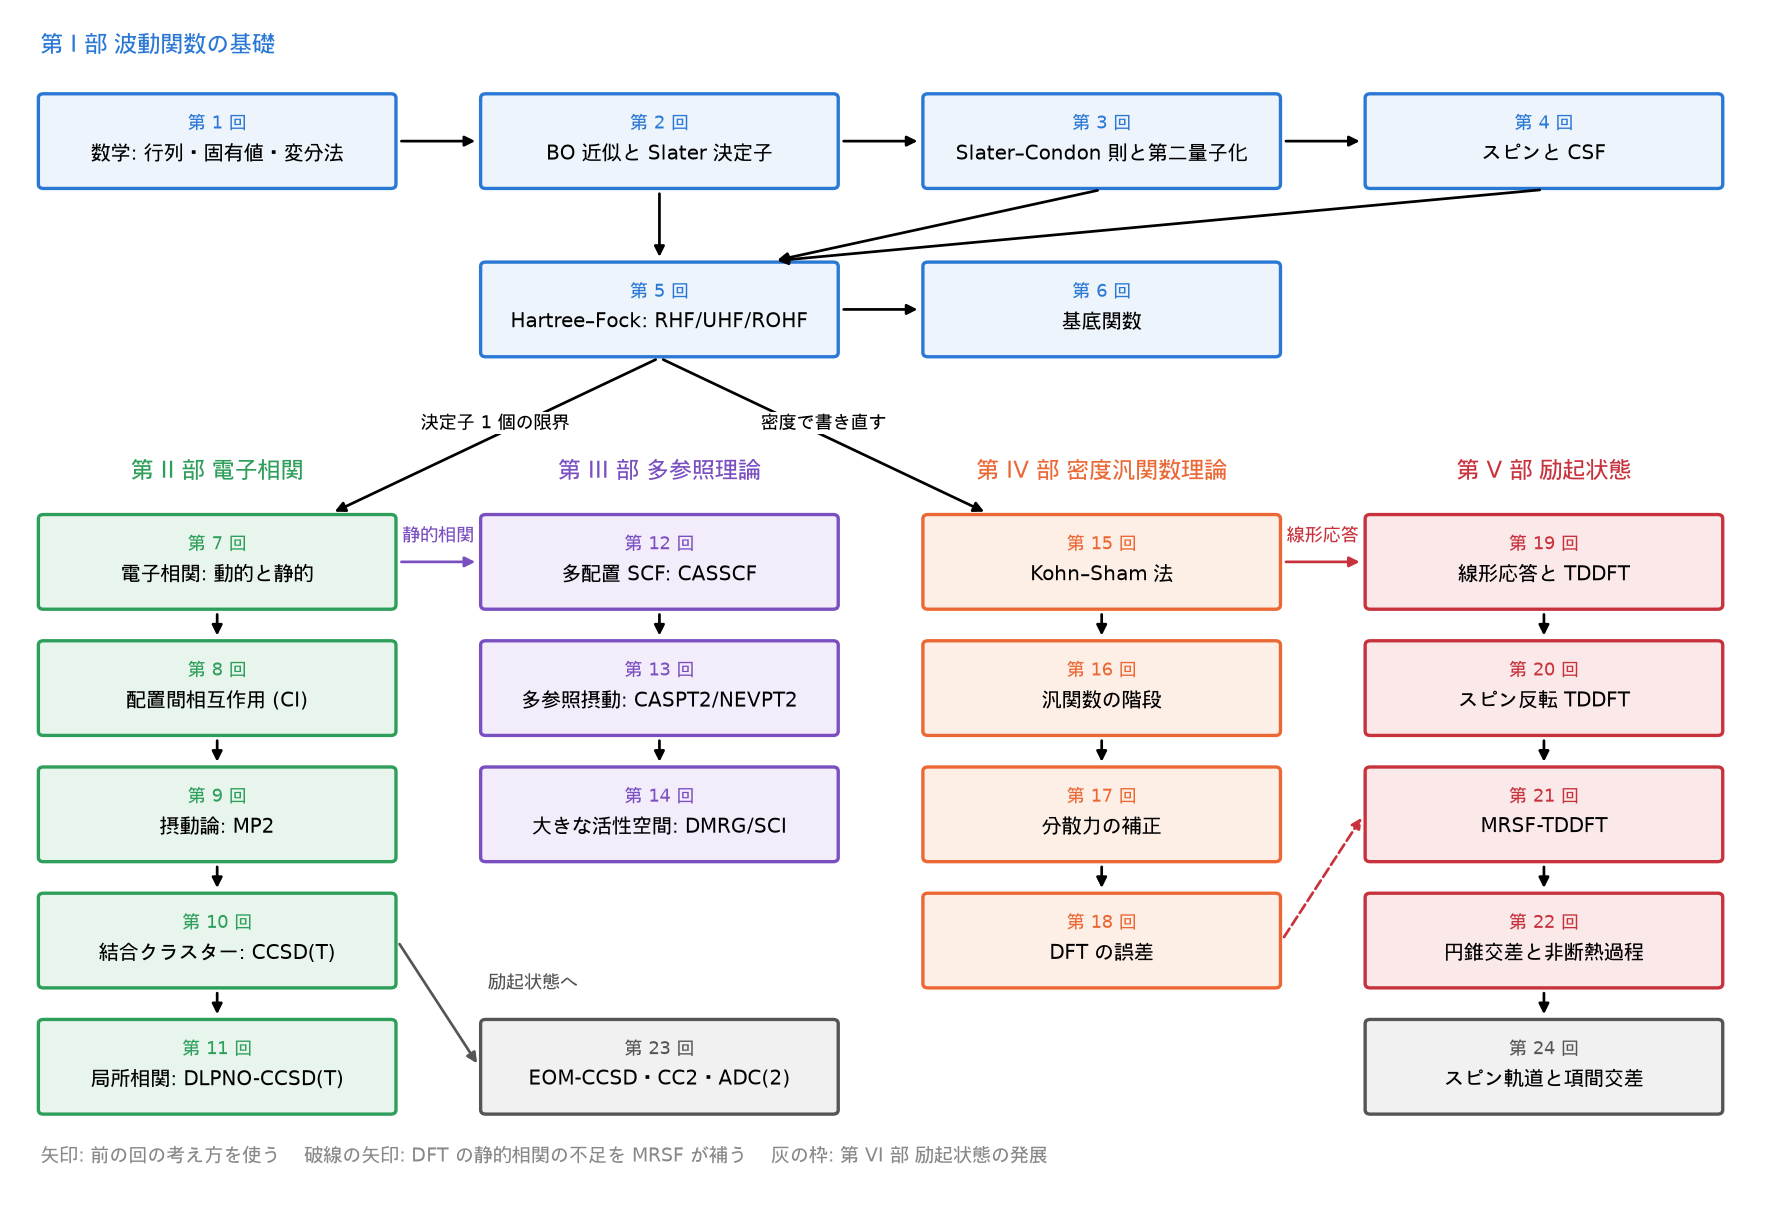 第 I 部 波動関数の基礎
第 1 回
数学: 行列・固有値・変分法
第 2 回
BO 近似と Slater 決定子
第 3 回
Slater–Condon 則と第二量子化
第 4 回
スピンと CSF
第 5 回
Hartree–Fock: RHF/UHF/ROHF
第 6 回
基底関数
決定子 1 個の限界
密度で書き直す
第 II 部 電子相関
第 III 部 多参照理論
第 IV 部 密度汎関数理論
第 V 部 励起状態
第 7 回
電子相関: 動的と静的
静的相関
第 12 回
多配置 SCF: CASSCF
第 15 回
Kohn–Sham 法
線形応答
第 19 回
線形応答と TDDFT
第 8 回
配置間相互作用 (CI)
第 13 回
多参照摂動: CASPT2/NEVPT2
第 16 回
汎関数の階段
第 20 回
スピン反転 TDDFT
第 9 回
摂動論: MP2
第 14 回
大きな活性空間: DMRG/SCI
第 17 回
分散力の補正
第 21 回
MRSF-TDDFT
第 10 回
結合クラスター: CCSD(T)
第 18 回
DFT の誤差
第 22 回
円錐交差と非断熱過程
励起状態へ
第 11 回
局所相関: DLPNO-CCSD(T)
第 23 回
EOM-CCSD・CC2・ADC(2)
第 24 回
スピン軌道と項間交差
矢印: 前の回の考え方を使う 破線の矢印: DFT の静的相関の不足を MRSF が補う 灰の枠: 第 VI 部 励起状態の発展